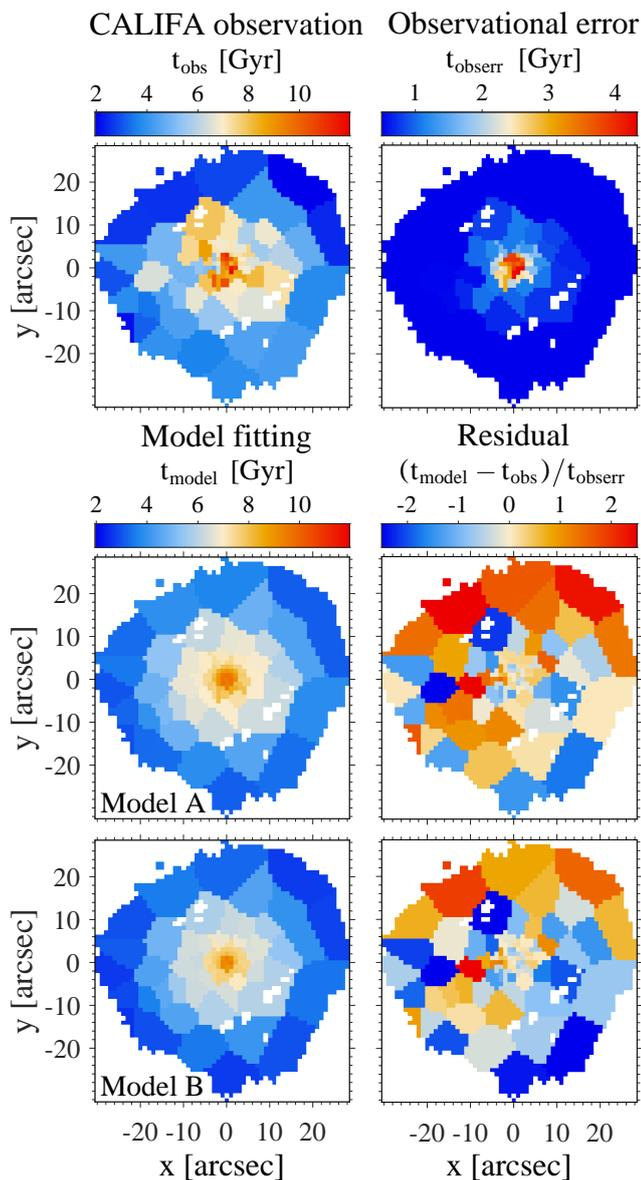 CALIFA observation Observational error
t_obs [Gyr] t_obserr [Gyr]
2 4 6 8 10 1 2 3 4
20
10
0
-10
-20
y [arcsec]
Model fitting Residual
t_model [Gyr] (t_model − t_obs)/t_obserr
2 4 6 8 10 -2 -1 0 1 2
20
10
0
-10
-20
y [arcsec]
Model A
20
10
0
-10
-20
y [arcsec]
Model B
-20 -10 0 10 20 -20 -10 0 10 20
x [arcsec] x [arcsec]